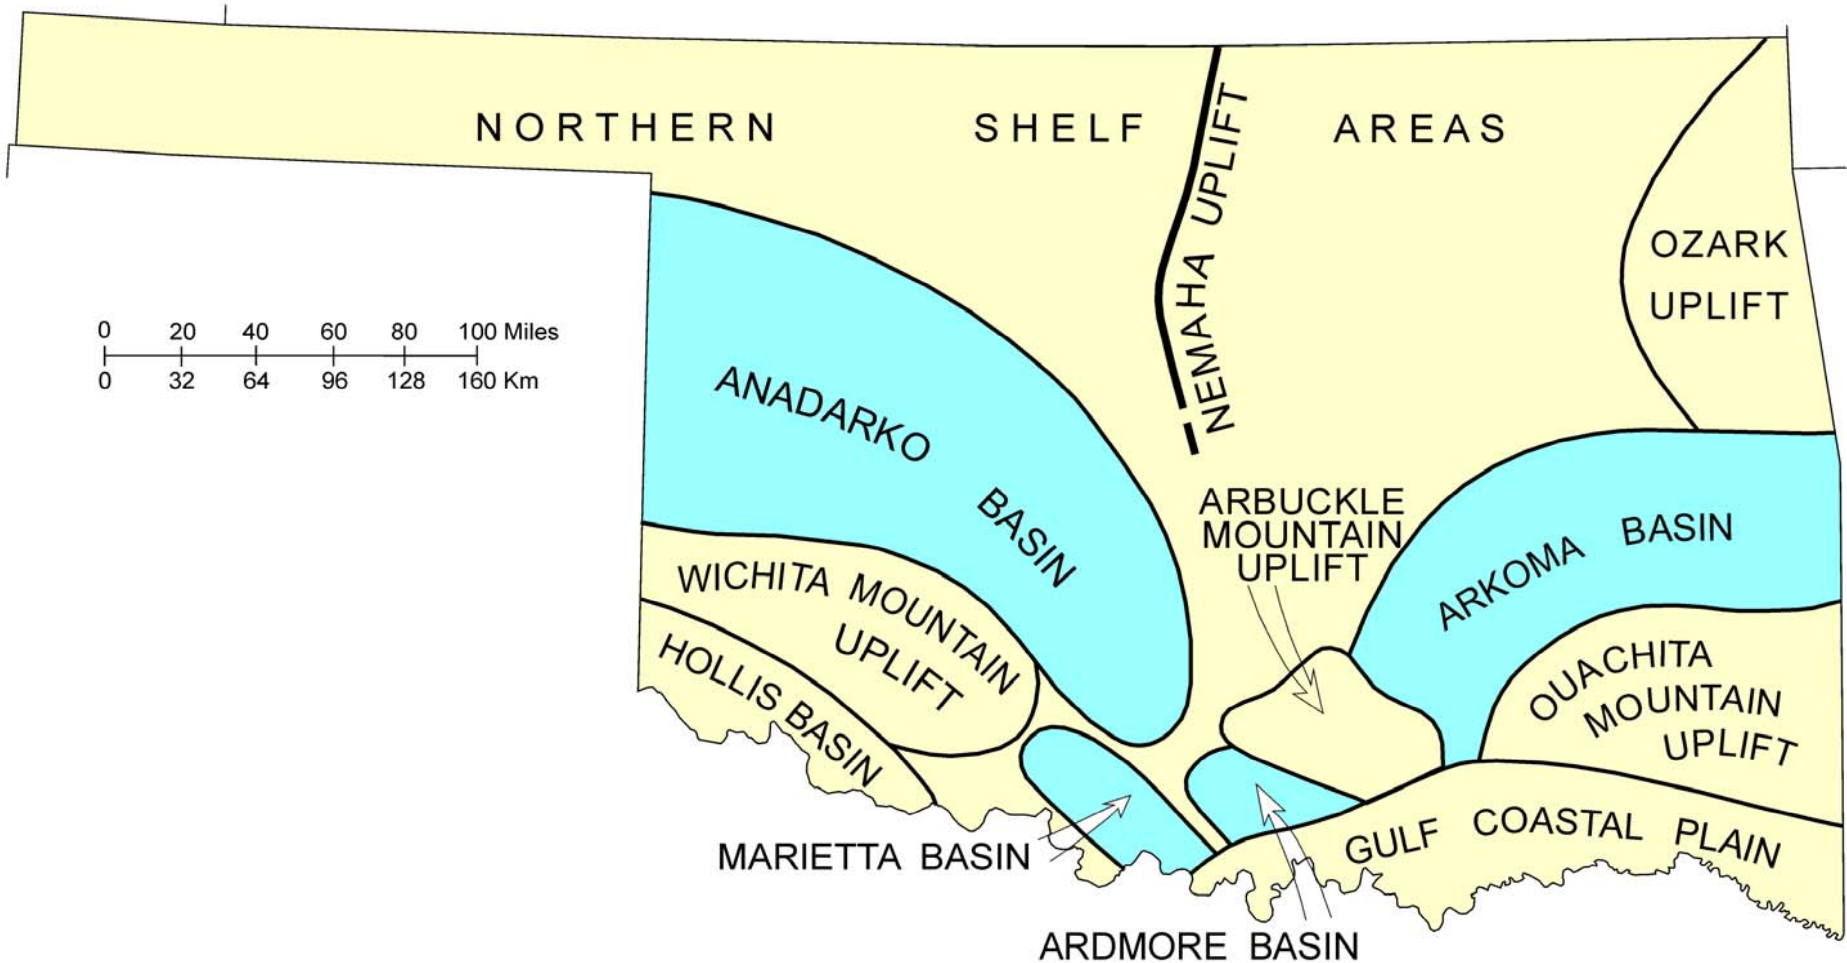 NORTHERN SHELF AREAS
NEMAHA UPLIFT
OZARK
UPLIFT
0 20 40 60 80 100 Miles
0 32 64 96 128 160 Km
ANADARKO BASIN
ARBUCKLE
MOUNTAIN
UPLIFT
ARKOMA BASIN
WICHITA MOUNTAIN
UPLIFT
HOLLIS BASIN
OUACHITA
MOUNTAIN
UPLIFT
MARIETTA BASIN
GULF COASTAL PLAIN
ARDMORE BASIN